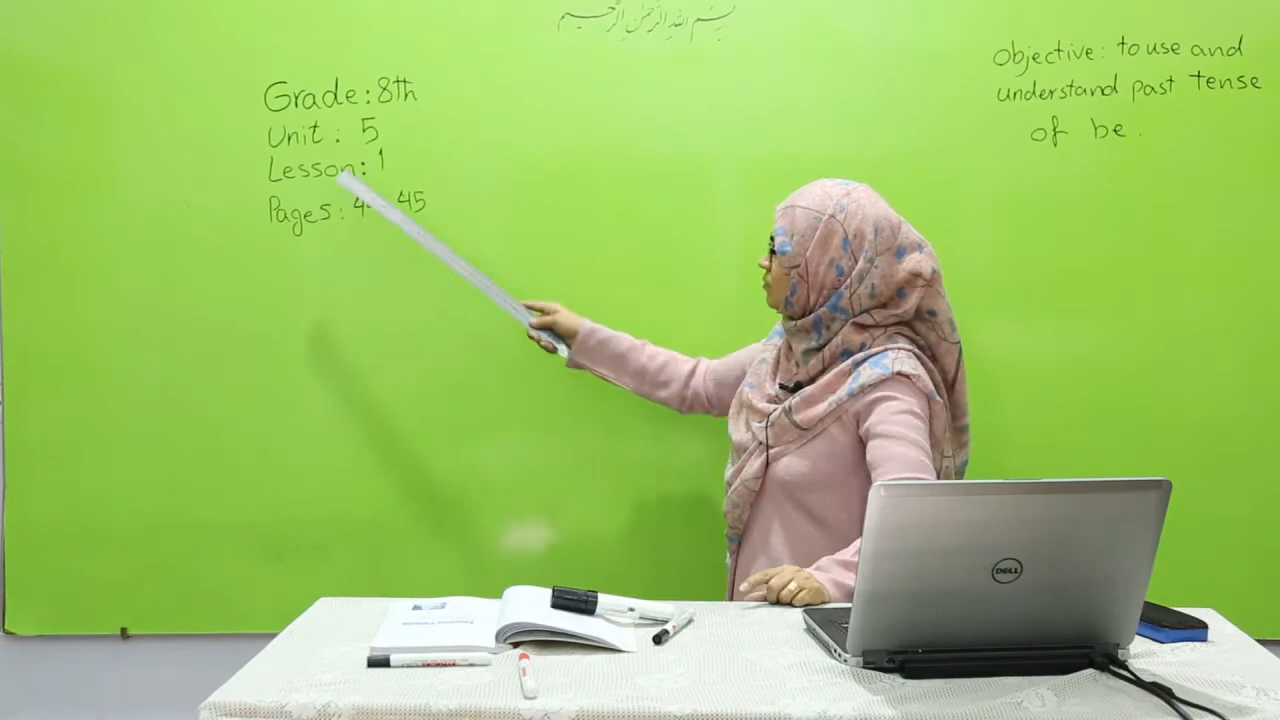 بسم الله الرحمن الرحيم
Grade: 8th
Unit: 5
Lesson: 1
Pages: 44 45
Objective: to use and
understand past tense
of be.
DELL